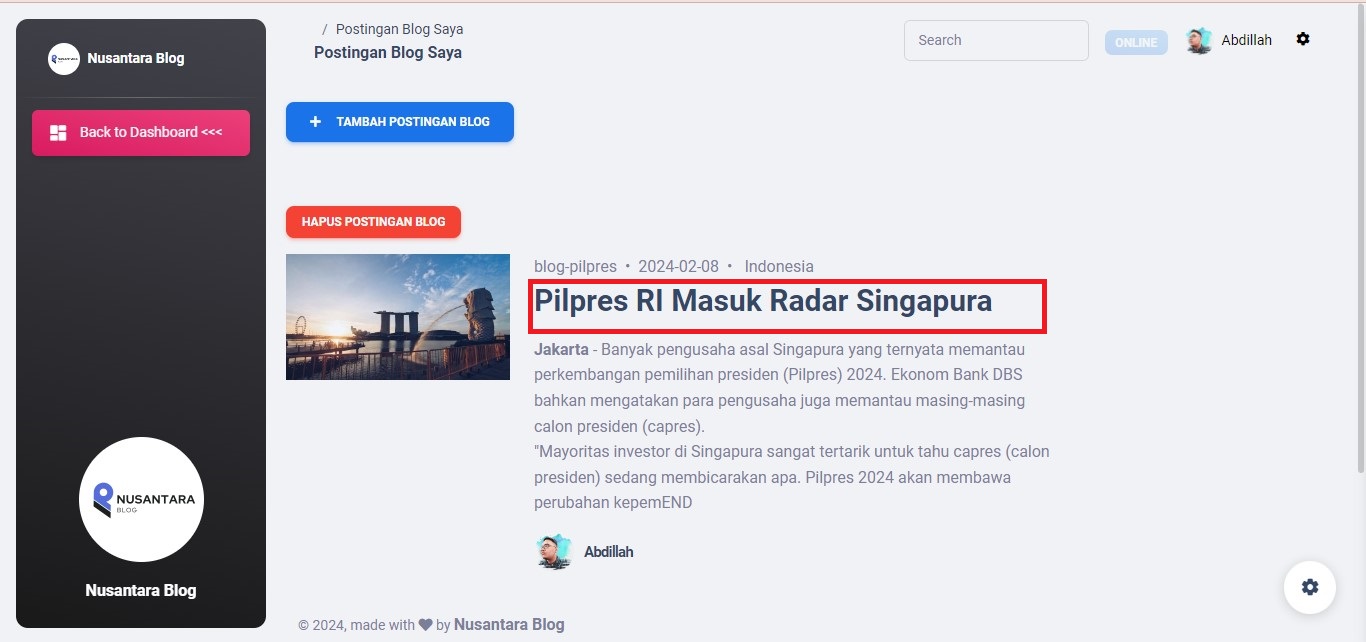 Nusantara Blog
Back to Dashboard <<<
NUSANTARA
BLOG
Nusantara Blog
/ Postingan Blog Saya
Postingan Blog Saya
Search
ONLINE
Abdillah
+ TAMBAH POSTINGAN BLOG
HAPUS POSTINGAN BLOG
blog-pilpres • 2024-02-08 • Indonesia
Pilpres RI Masuk Radar Singapura
Jakarta - Banyak pengusaha asal Singapura yang ternyata memantau
perkembangan pemilihan presiden (Pilpres) 2024. Ekonom Bank DBS
bahkan mengatakan para pengusaha juga memantau masing-masing
calon presiden (capres).
"Mayoritas investor di Singapura sangat tertarik untuk tahu capres (calon
presiden) sedang membicarakan apa. Pilpres 2024 akan membawa
perubahan kepemEND
Abdillah
© 2024, made with ♥ by Nusantara Blog